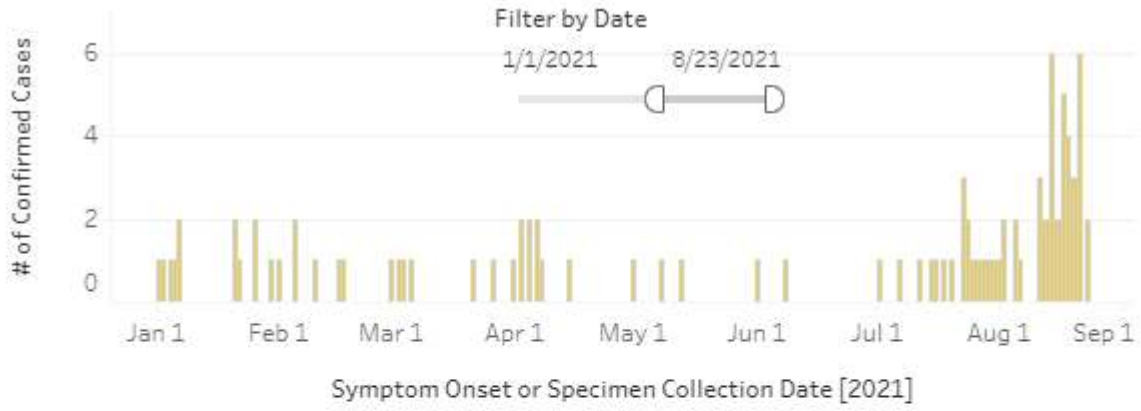 Filter by Date
1/1/2021 8/23/2021
# of Confirmed Cases
6
4
2
0
Jan 1 Feb 1 Mar 1 Apr 1 May 1 Jun 1 Jul 1 Aug 1 Sep 1
Symptom Onset or Specimen Collection Date [2021]